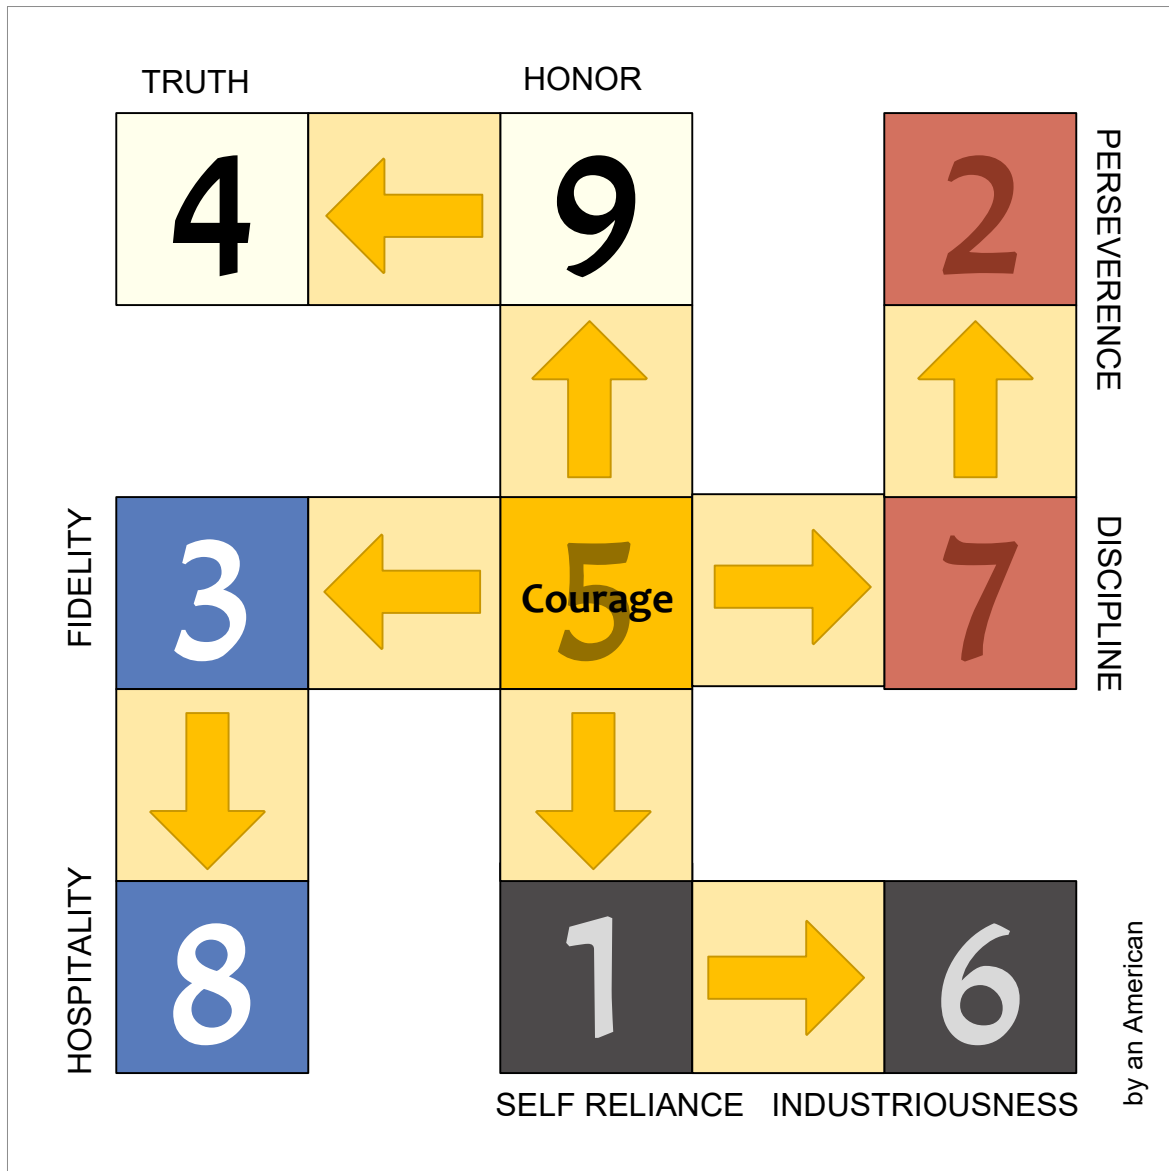 TRUTH HONOR
4 9 2
PERSEVERENCE
FIDELITY
3 5 7
Courage
DISCIPLINE
HOSPITALITY
8 1 6
SELF RELIANCE INDUSTRIOUSNESS
by an American